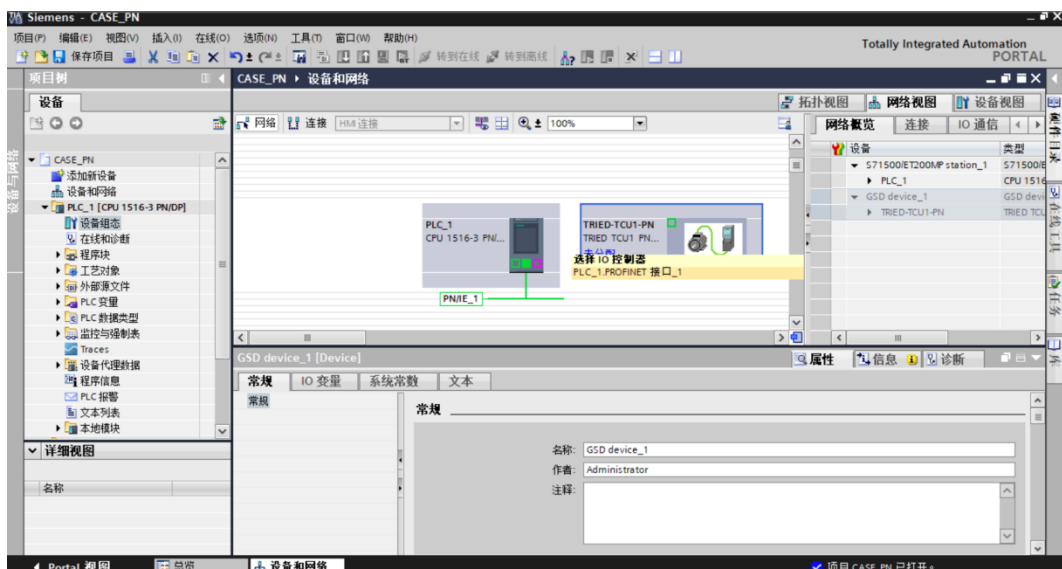 Siemens - CASE_PN
项目(P) 编辑(E) 视图(V) 插入(I) 在线(O) 选项(N) 工具(T) 窗口(W) 帮助(H)
Totally Integrated Automation
PORTAL
保存项目 转到在线 转到离线
项目树
CASE_PN ▸ 设备和网络
设备
拓扑视图 网络视图 设备视图
网络 连接 HMI 连接 100%
网络概览 连接 IO 通信
设备 类型
S71500/ET200MP station_1 S71500/E
PLC_1 CPU 1516
GSD device_1 GSD devi
TRIED-TCU1-PN TRIED TCU
CASE_PN
添加新设备
设备和网络
PLC_1 [CPU 1516-3 PN/DP]
设备组态
在线和诊断
程序块
工艺对象
外部源文件
PLC 变量
PLC 数据类型
监控与强制表
Traces
设备代理数据
程序信息
PLC 报警
文本列表
本地模块
PLC_1
CPU 1516-3 PN/...
TRIED-TCU1-PN
TRIED TCU1 PN...
选择 IO 控制器
PLC_1.PROFINET 接口_1
PN/IE_1
GSD device_1 [Device]
属性 信息 诊断
常规 IO 变量 系统常数 文本
常规
常规
名称: GSD device_1
作者: Administrator
注释:
详细视图
名称
设备与网络
在线工具
任务
库
Portal 视图 总览 设备和网络
项目 CASE_PN 已打开。